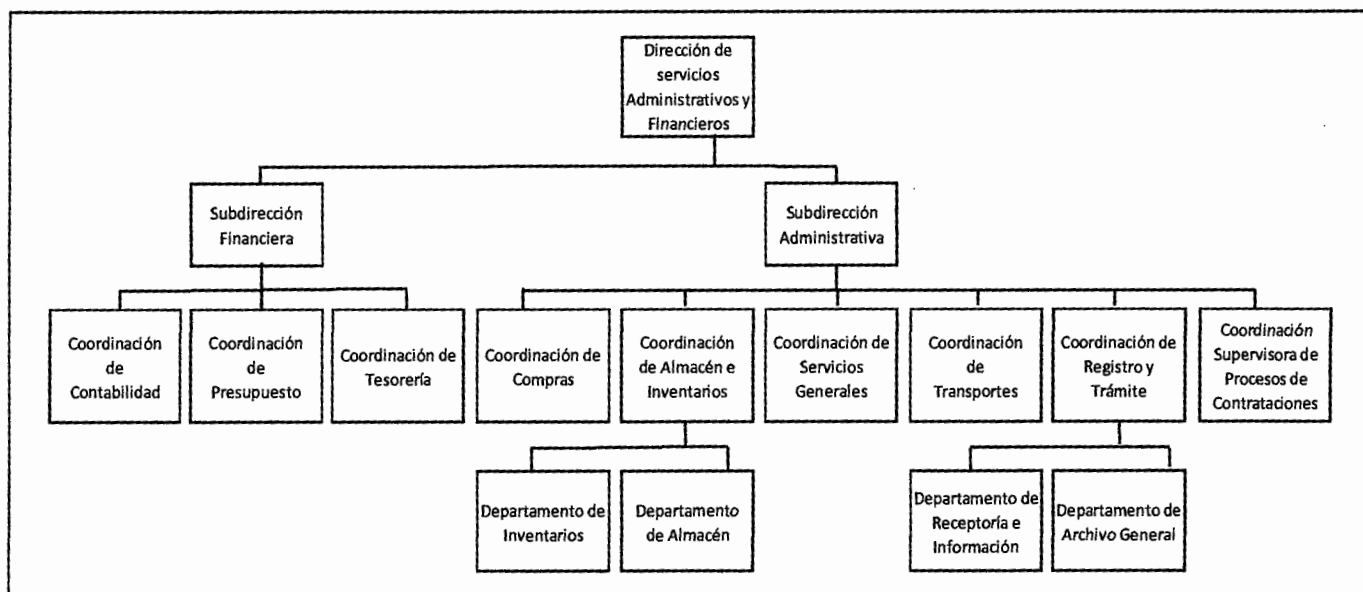 Dirección de
servicios
Administrativos y
Financieros
Subdirección
Financiera
Subdirección
Administrativa
Coordinación
de
Contabilidad
Coordinación
de
Presupuesto
Coordinación de
Tesorería
Coordinación de
Compras
Coordinación
de Almacén e
Inventarios
Coordinación de
Servicios
Generales
Coordinación
de
Transportes
Coordinación de
Registro y
Trámite
Coordinación
Supervisora de
Procesos de
Contrataciones
Departamento de
Inventarios
Departamento
de Almacén
Departamento de
Receptoría e
Información
Departamento de
Archivo General